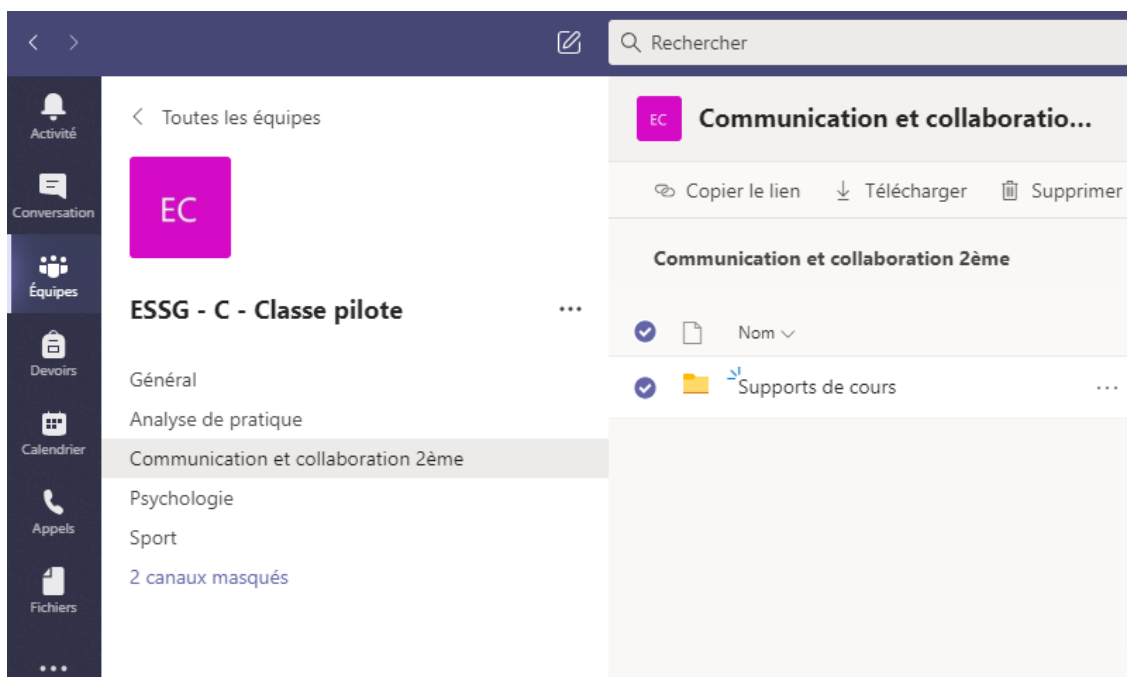 Rechercher
Activité
Conversation
Équipes
Devoirs
Calendrier
Appels
Fichiers
Toutes les équipes
EC
ESSG - C - Classe pilote
Général
Analyse de pratique
Communication et collaboration 2ème
Psychologie
Sport
2 canaux masqués
EC Communication et collaboratio...
Copier le lien Télécharger Supprimer
Communication et collaboration 2ème
Nom
Supports de cours